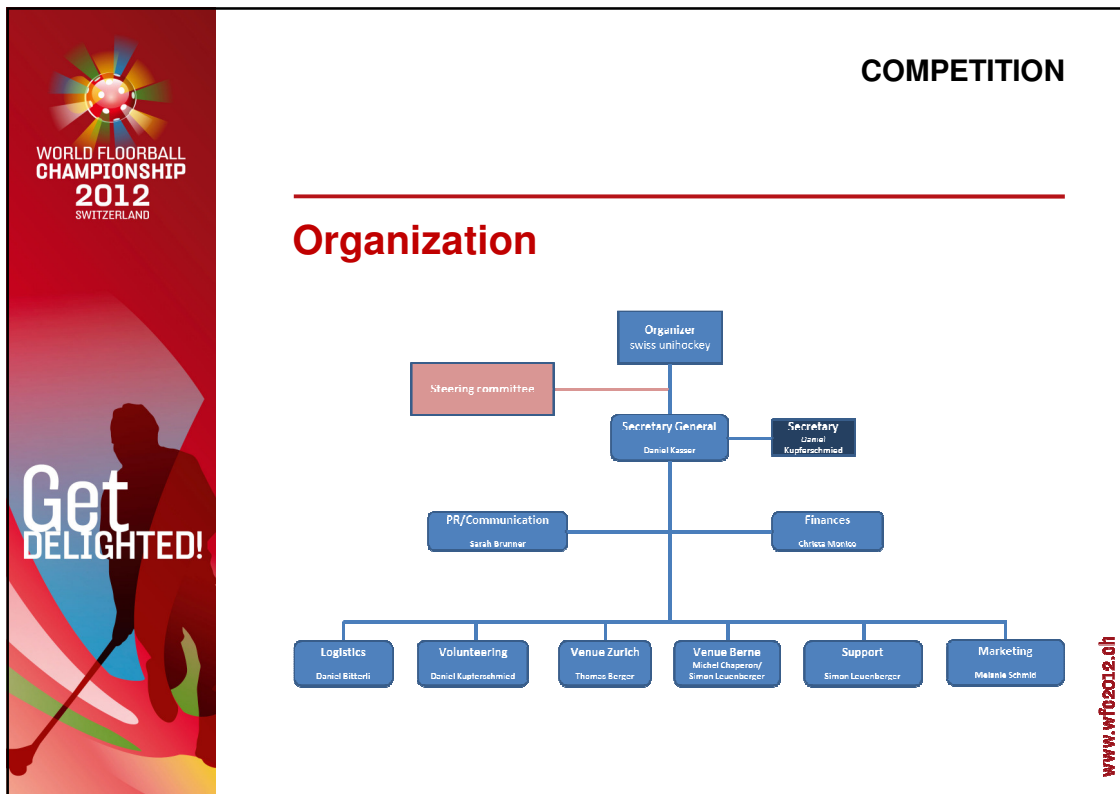 WORLD FLOORBALL
CHAMPIONSHIP
2012
SWITZERLAND
Get
DELIGHTED!
COMPETITION
Organization
Organizer
swiss unihockey
Steering committee
Secretary General
Daniel Kasser
Secretary
Daniel
Kupferschmied
PR/Communication
Sarah Brunner
Finances
Christa Monico
Logistics
Daniel Bitterli
Volunteering
Daniel Kupferschmied
Venue Zurich
Thomas Berger
Venue Berne
Michel Chaperon/
Simon Leuenberger
Support
Simon Leuenberger
Marketing
Melanie Schmid
www.wfc2012.ch